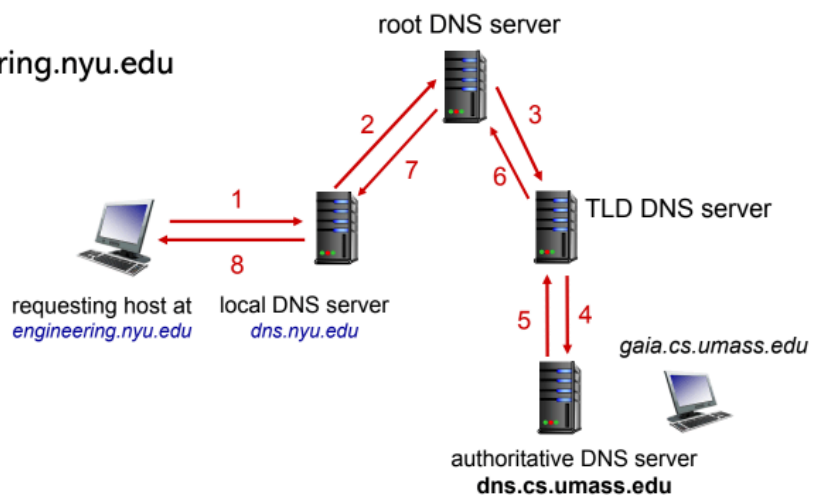 root DNS server
ring.nyu.edu
2
3
7
6
1
TLD DNS server
8
requesting host at
engineering.nyu.edu
local DNS server
dns.nyu.edu
5
4
gaia.cs.umass.edu
authoritative DNS server
dns.cs.umass.edu